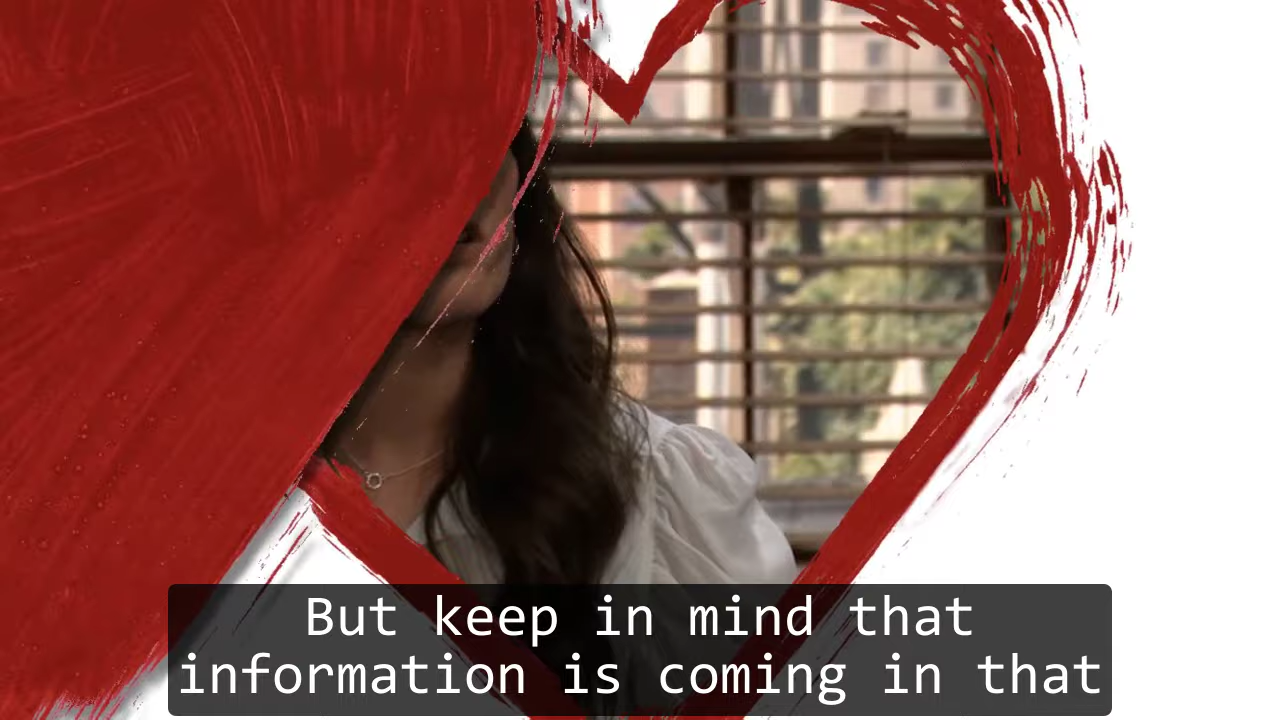 But keep in mind that
information is coming in that